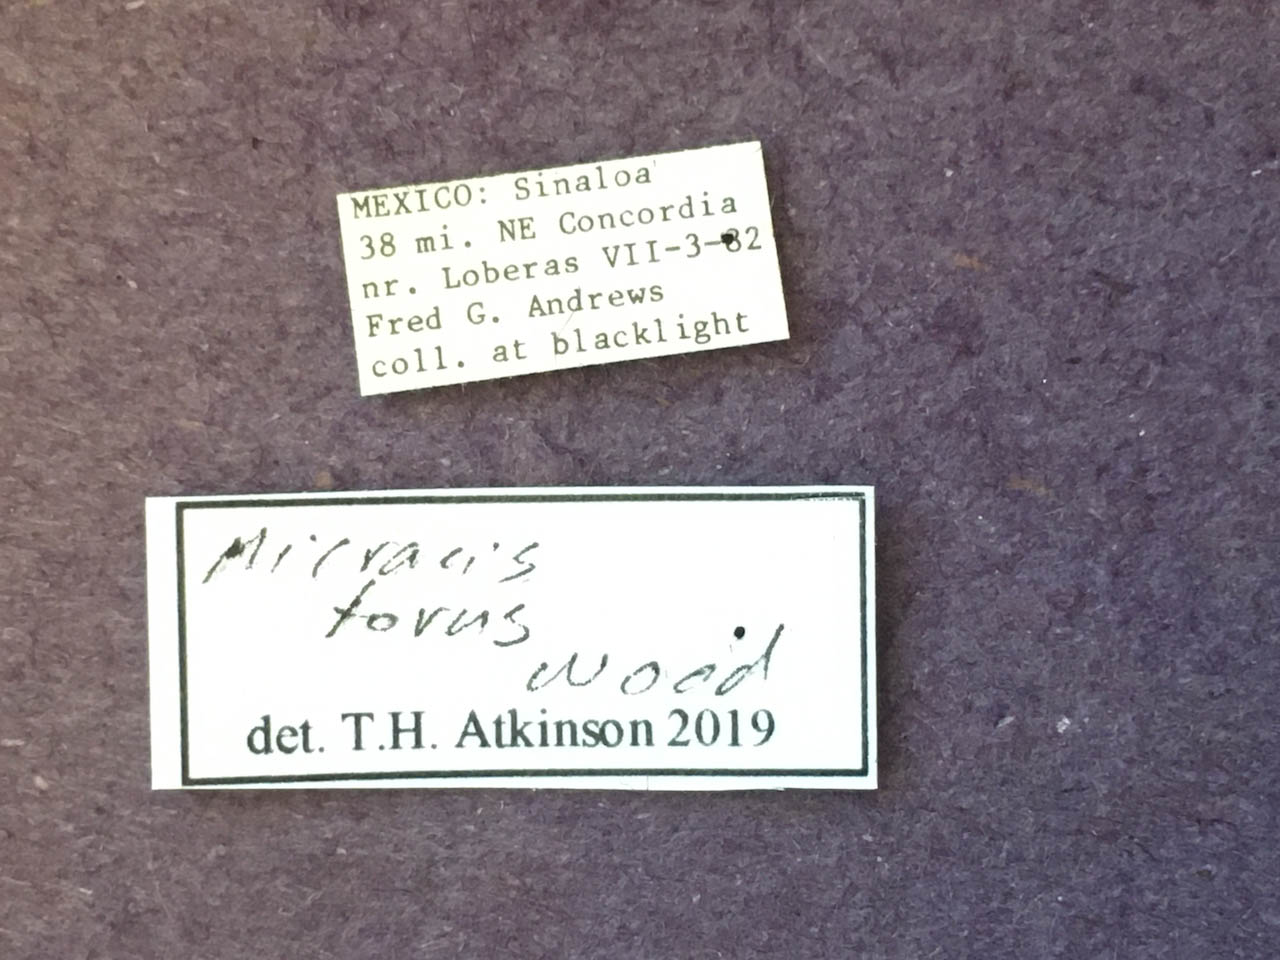 MEXICO: Sinaloa
38 mi. NE Concordia
nr. Loberas VII-3-82
Fred G. Andrews
coll. at blacklight
Micracis
torus
Wood
det. T.H. Atkinson 2019